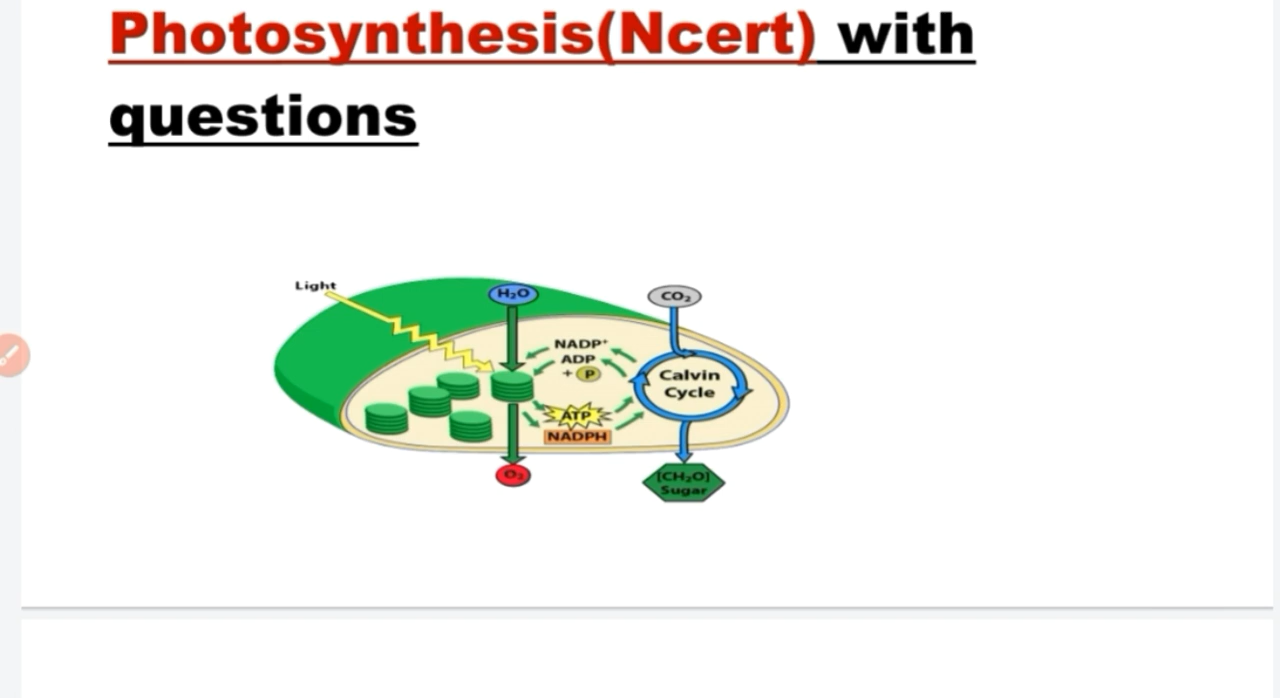 Photosynthesis(Ncert) with
questions
Light
H₂O
CO₂
NADP⁺
ADP
+ P
Calvin
Cycle
ATP
NADPH
O₂
[CH₂O]
Sugar